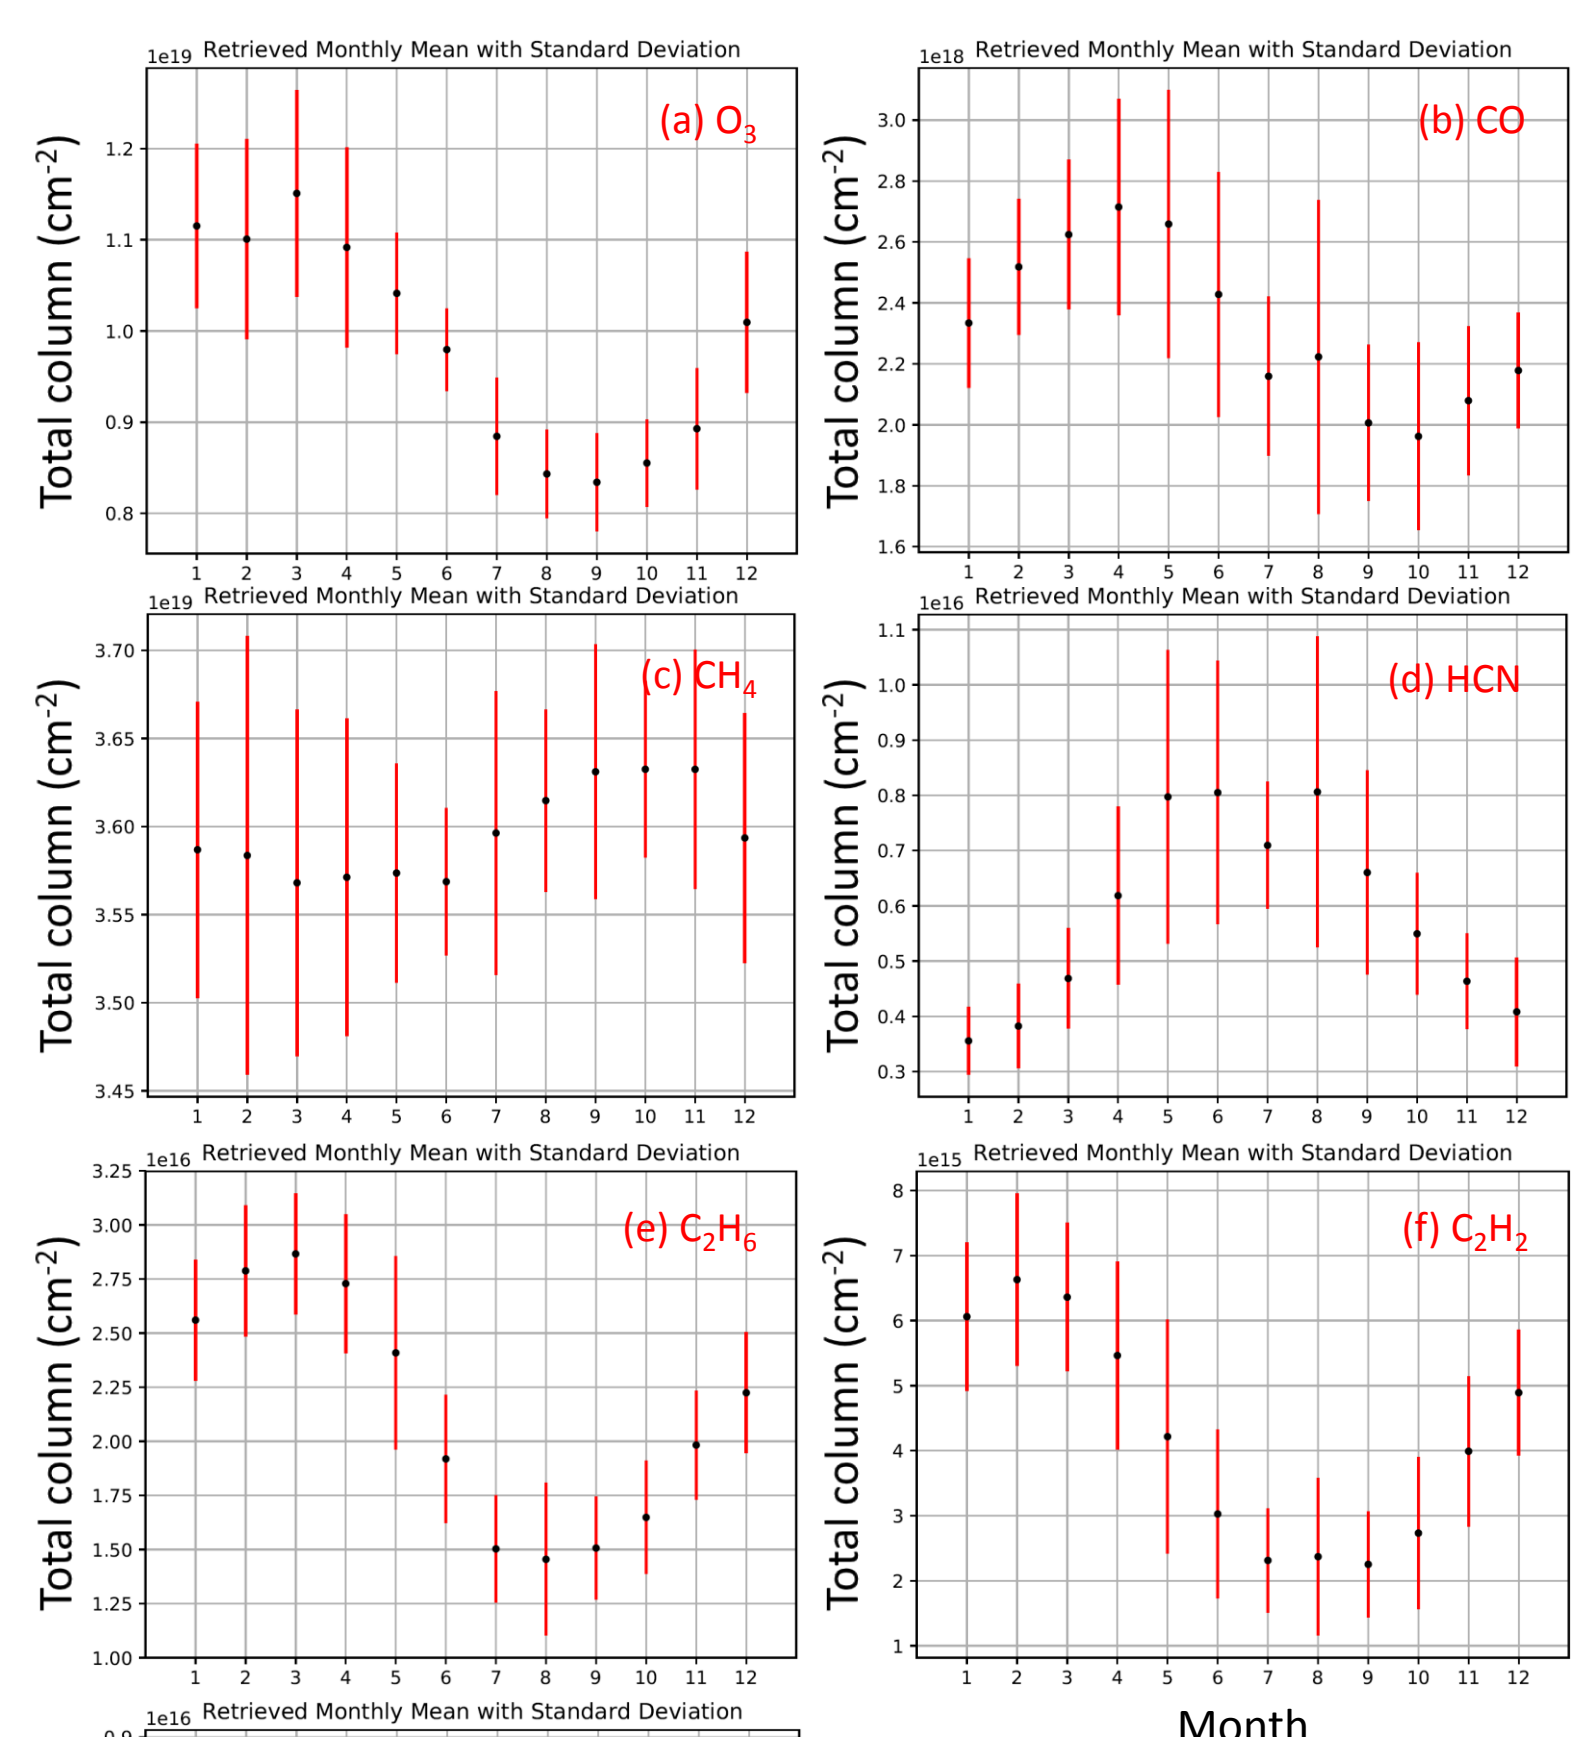 1e19 Retrieved Monthly Mean with Standard Deviation
(a) O3
Total column (cm-2)
1.2
1.1
1.0
0.9
0.8
1 2 3 4 5 6 7 8 9 10 11 12
1e18 Retrieved Monthly Mean with Standard Deviation
(b) CO
Total column (cm-2)
3.0
2.8
2.6
2.4
2.2
2.0
1.8
1.6
1 2 3 4 5 6 7 8 9 10 11 12
1e19 Retrieved Monthly Mean with Standard Deviation
(c) CH4
Total column (cm-2)
3.70
3.65
3.60
3.55
3.50
3.45
1 2 3 4 5 6 7 8 9 10 11 12
1e16 Retrieved Monthly Mean with Standard Deviation
(d) HCN
Total column (cm-2)
1.1
1.0
0.9
0.8
0.7
0.6
0.5
0.4
0.3
1 2 3 4 5 6 7 8 9 10 11 12
1e16 Retrieved Monthly Mean with Standard Deviation
(e) C2H6
Total column (cm-2)
3.25
3.00
2.75
2.50
2.25
2.00
1.75
1.50
1.25
1.00
1 2 3 4 5 6 7 8 9 10 11 12
1e15 Retrieved Monthly Mean with Standard Deviation
(f) C2H2
Total column (cm-2)
8
7
6
5
4
3
2
1
1 2 3 4 5 6 7 8 9 10 11 12
Month
1e16 Retrieved Monthly Mean with Standard Deviation